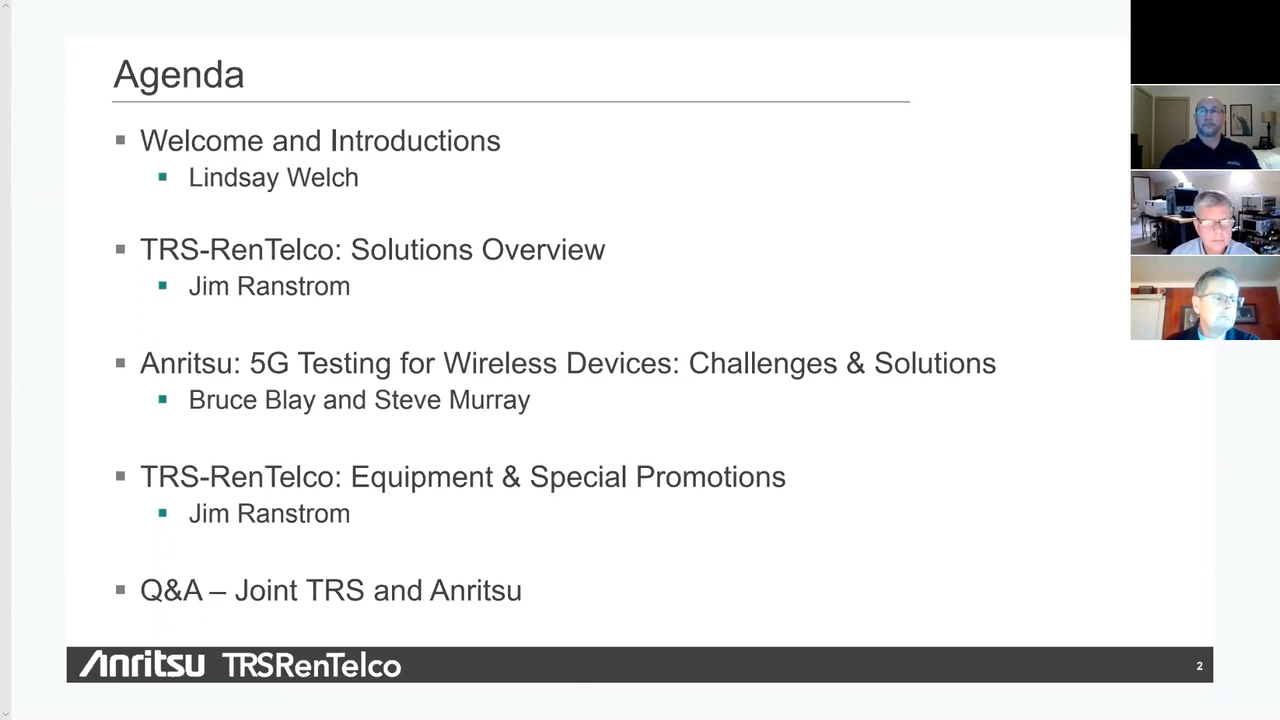 Agenda
Welcome and Introductions
Lindsay Welch
TRS-RenTelco: Solutions Overview
Jim Ranstrom
Anritsu: 5G Testing for Wireless Devices: Challenges & Solutions
Bruce Blay and Steve Murray
TRS-RenTelco: Equipment & Special Promotions
Jim Ranstrom
Q&A – Joint TRS and Anritsu
Anritsu TRSRenTelco
2